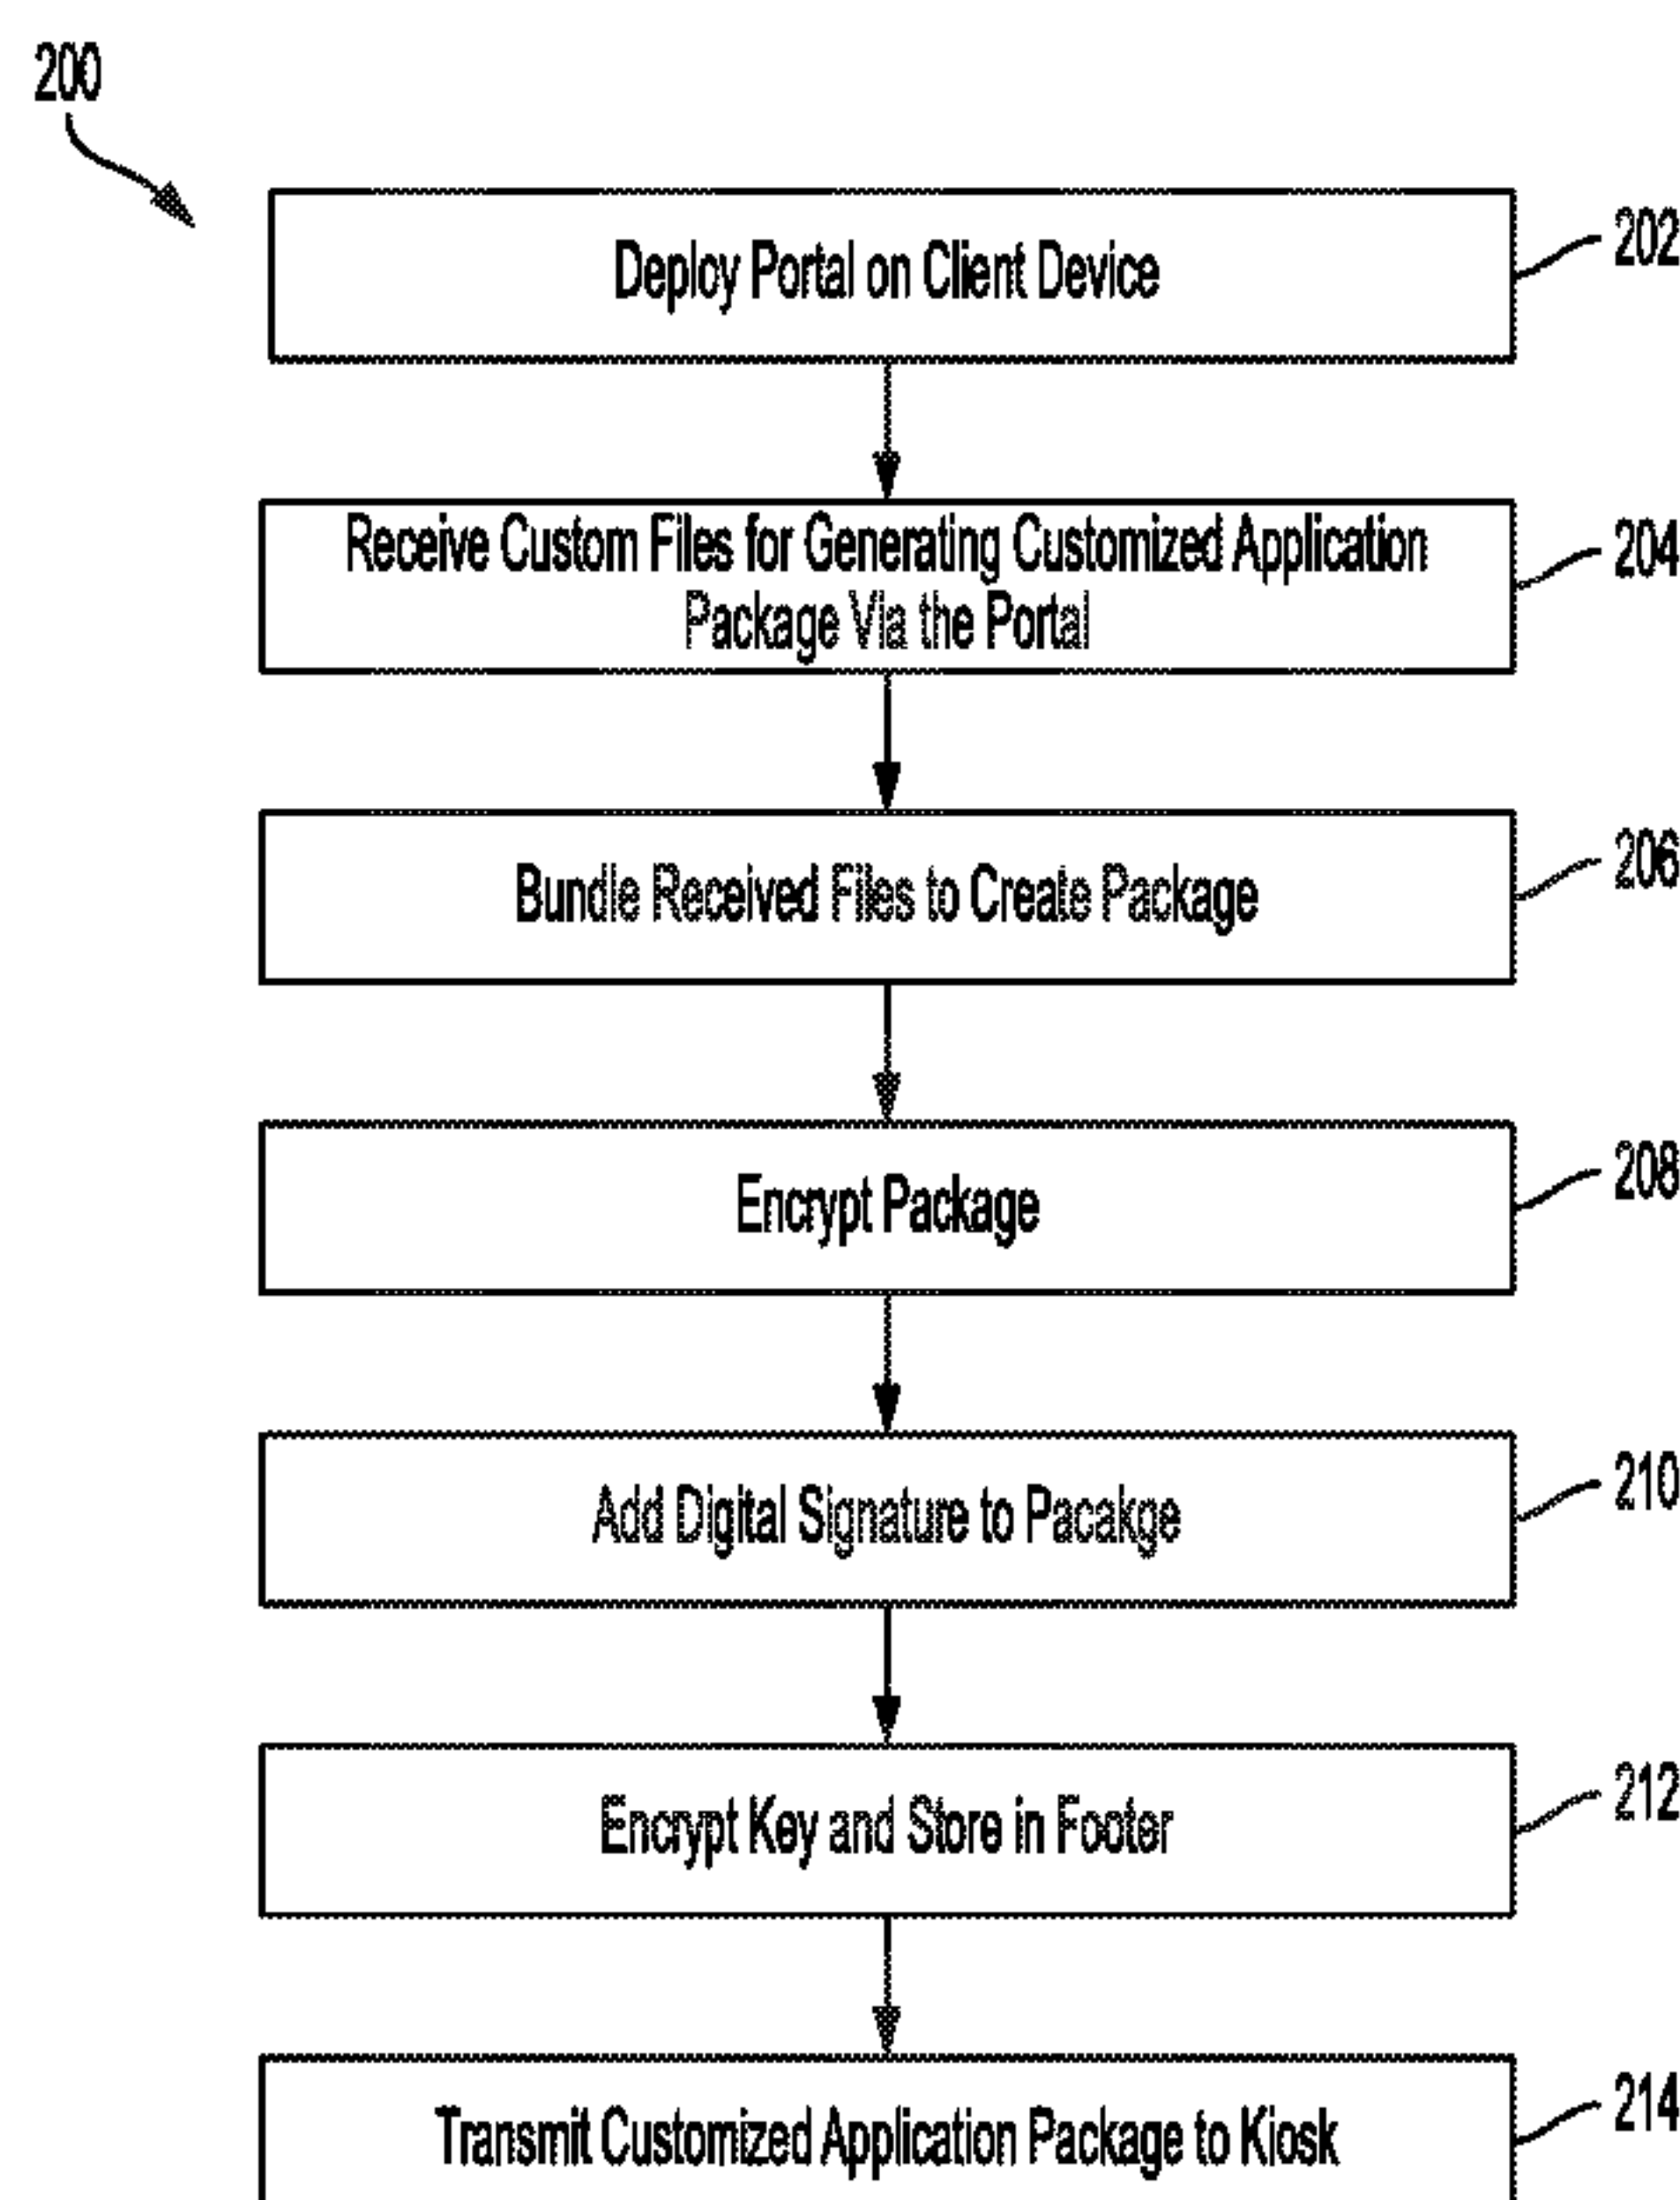 200
Deploy Portal on Client Device
202
Receive Custom Files for Generating Customized Application
Package Via the Portal
204
Bundle Received Files to Create Package
206
Encrypt Package
208
Add Digital Signature to Pacakge
210
Encrypt Key and Store in Footer
212
Transmit Customized Application Package to Kiosk
214